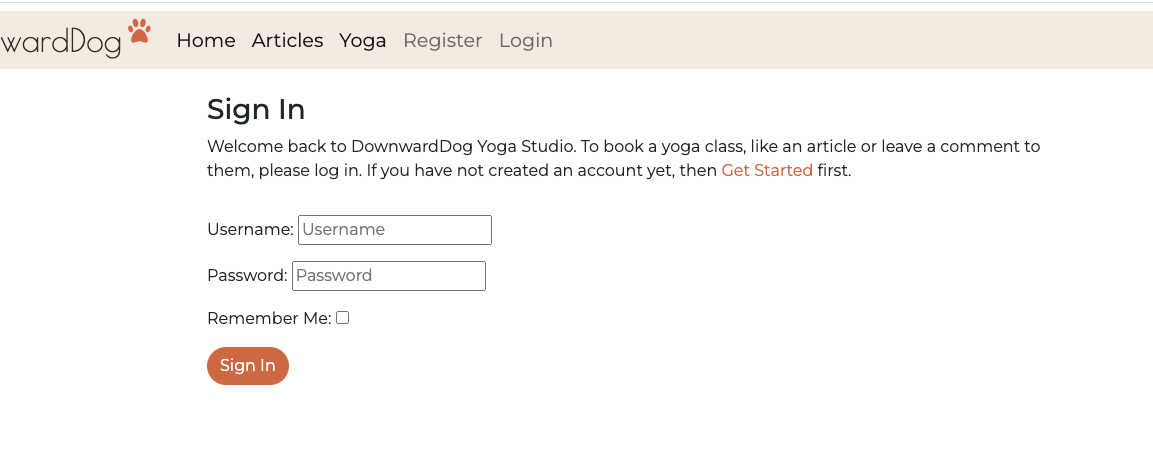 wardDog Home Articles Yoga Register Login
Sign In
Welcome back to DownwardDog Yoga Studio. To book a yoga class, like an article or leave a comment to
them, please log in. If you have not created an account yet, then Get Started first.
Username: Username
Password: Password
Remember Me:
Sign In